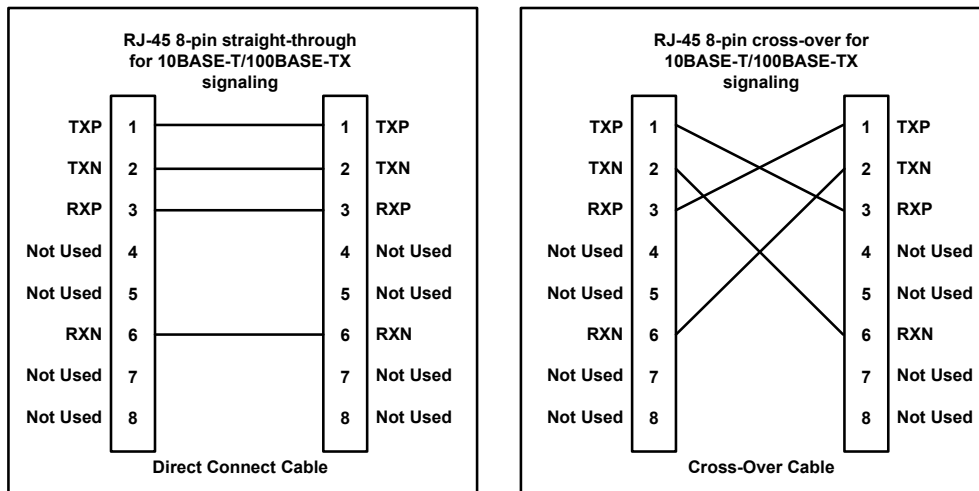 RJ-45 8-pin straight-through
for 10BASE-T/100BASE-TX
signaling
TXP 1 1 TXP
TXN 2 2 TXN
RXP 3 3 RXP
Not Used 4 4 Not Used
Not Used 5 5 Not Used
RXN 6 6 RXN
Not Used 7 7 Not Used
Not Used 8 8 Not Used
Direct Connect Cable
RJ-45 8-pin cross-over for
10BASE-T/100BASE-TX
signaling
TXP 1 1 TXP
TXN 2 2 TXN
RXP 3 3 RXP
Not Used 4 4 Not Used
Not Used 5 5 Not Used
RXN 6 6 RXN
Not Used 7 7 Not Used
Not Used 8 8 Not Used
Cross-Over Cable